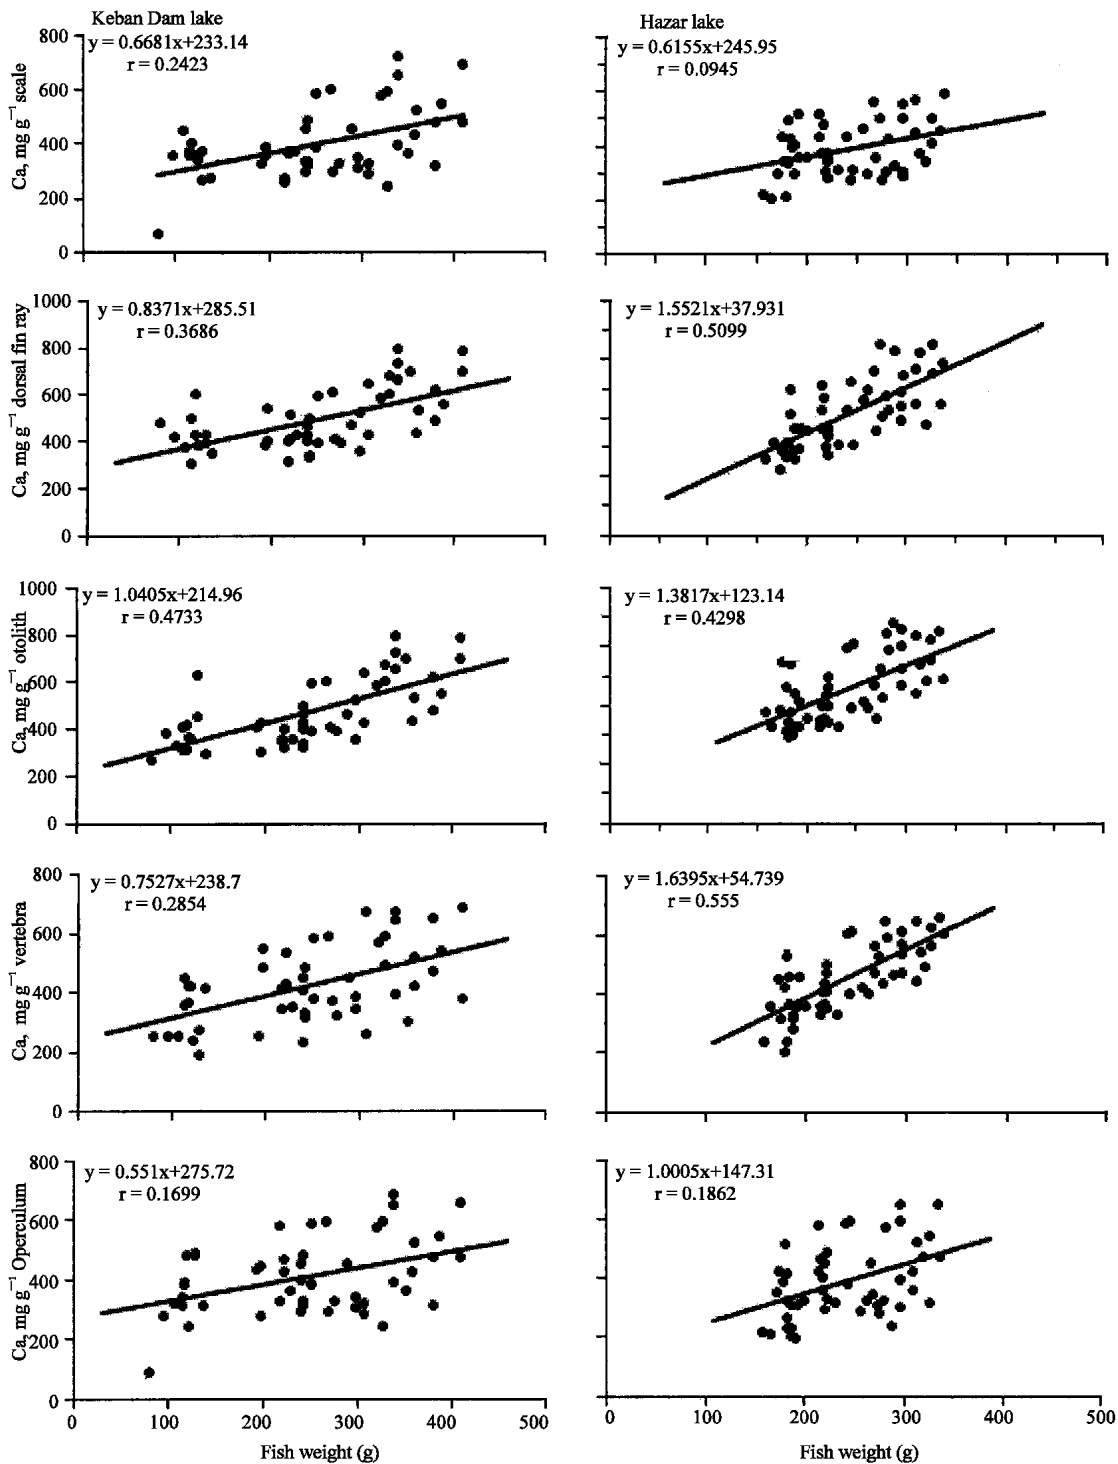 Keban Dam lake
y = 0.6681x+233.14
r = 0.2423
800
600
400
200
0
Ca, mg g⁻¹ scale
Hazar lake
y = 0.6155x+245.95
r = 0.0945
y = 0.8371x+285.51
r = 0.3686
1000
800
600
400
200
0
Ca, mg g⁻¹ dorsal fin ray
y = 1.5521x+37.931
r = 0.5099
y = 1.0405x+214.96
r = 0.4733
1000
800
600
400
200
0
Ca, mg g⁻¹ otolith
y = 1.3817x+123.14
r = 0.4298
y = 0.7527x+238.7
r = 0.2854
800
600
400
200
0
Ca, mg g⁻¹ vertebra
y = 1.6395x+54.739
r = 0.555
y = 0.551x+275.72
r = 0.1699
800
600
400
200
0
Ca, mg g⁻¹ Operculum
y = 1.0005x+147.31
r = 0.1862
0 100 200 300 400 500
Fish weight (g)
0 100 200 300 400 500
Fish weight (g)